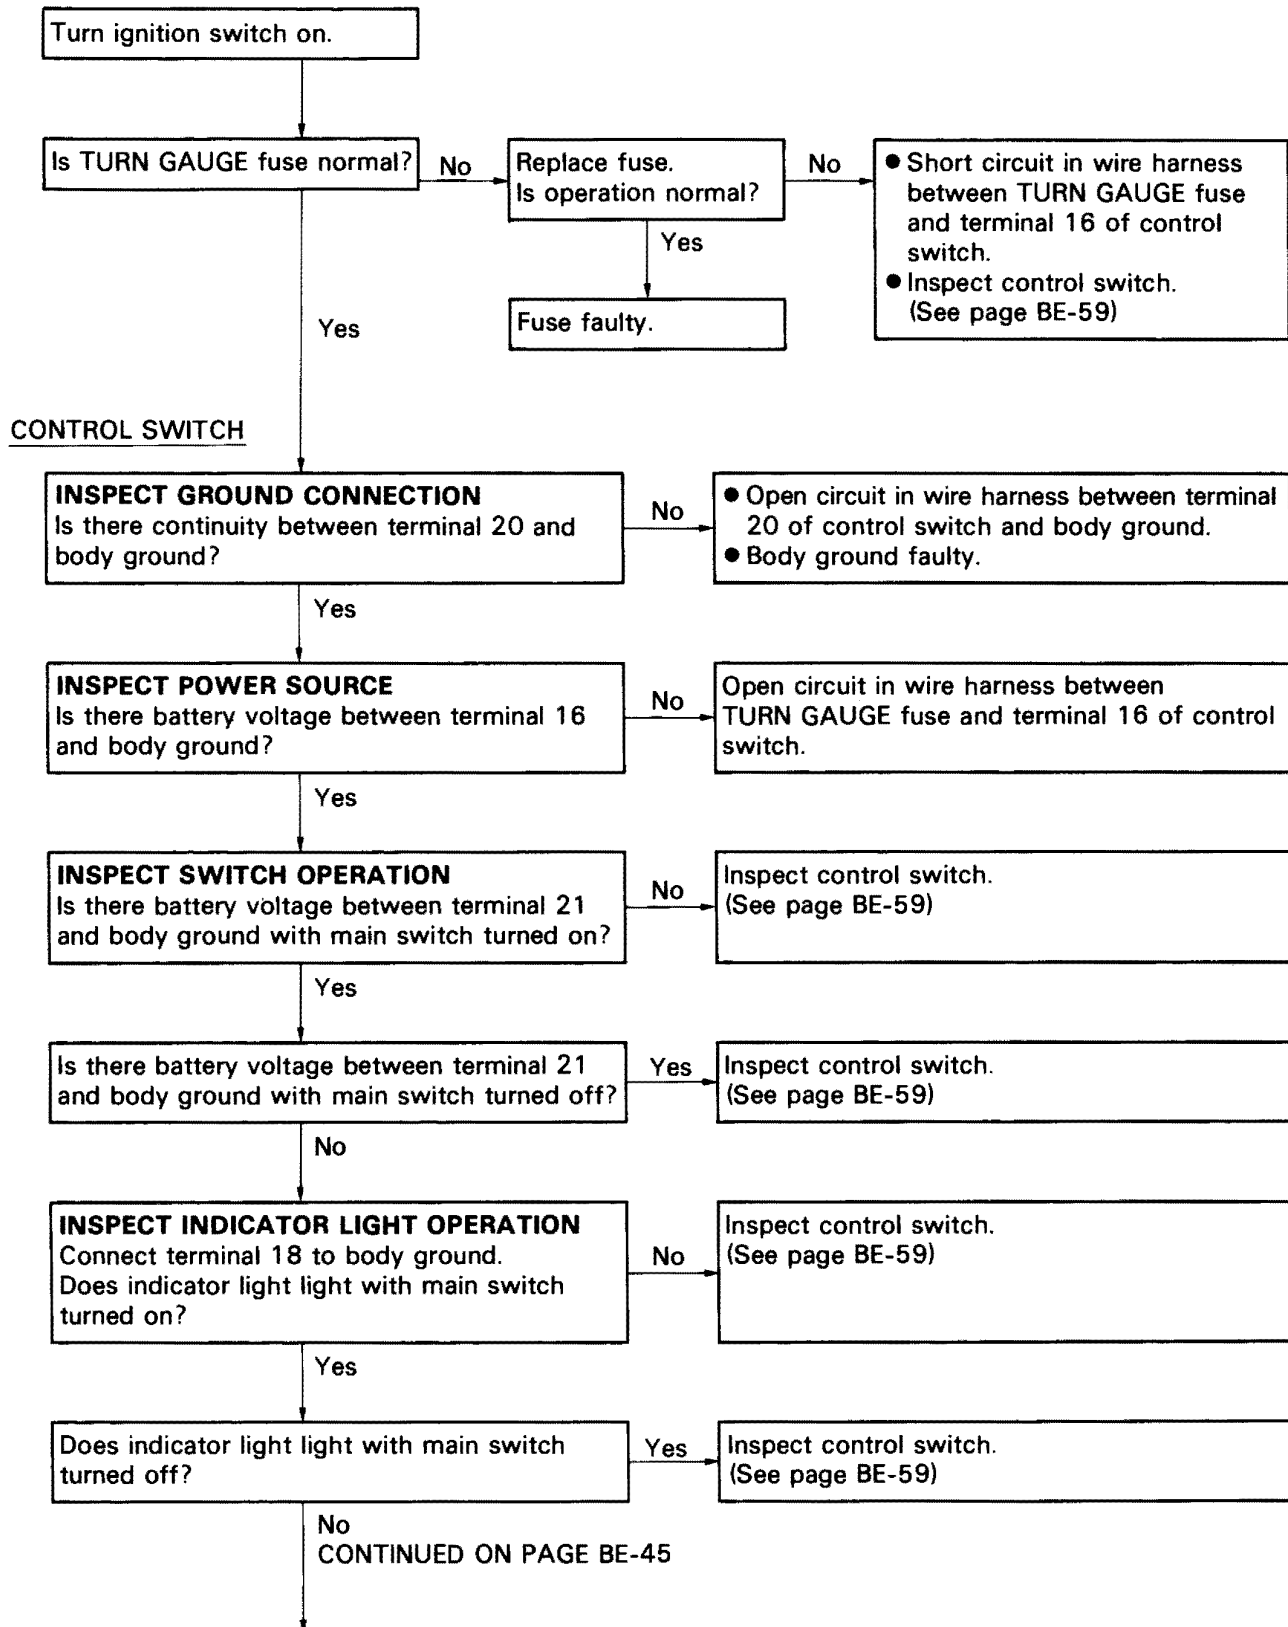 Turn ignition switch on.
Is TURN GAUGE fuse normal?
No
Replace fuse.
Is operation normal?
No
● Short circuit in wire harness
between TURN GAUGE fuse
and terminal 16 of control
switch.
● Inspect control switch.
(See page BE-59)
Yes
Fuse faulty.
Yes
CONTROL SWITCH
INSPECT GROUND CONNECTION
Is there continuity between terminal 20 and
body ground?
No
● Open circuit in wire harness between terminal
20 of control switch and body ground.
● Body ground faulty.
Yes
INSPECT POWER SOURCE
Is there battery voltage between terminal 16
and body ground?
No
Open circuit in wire harness between
TURN GAUGE fuse and terminal 16 of control
switch.
Yes
INSPECT SWITCH OPERATION
Is there battery voltage between terminal 21
and body ground with main switch turned on?
No
Inspect control switch.
(See page BE-59)
Yes
Is there battery voltage between terminal 21
and body ground with main switch turned off?
Yes
Inspect control switch.
(See page BE-59)
No
INSPECT INDICATOR LIGHT OPERATION
Connect terminal 18 to body ground.
Does indicator light light with main switch
turned on?
No
Inspect control switch.
(See page BE-59)
Yes
Does indicator light light with main switch
turned off?
Yes
Inspect control switch.
(See page BE-59)
No
CONTINUED ON PAGE BE-45